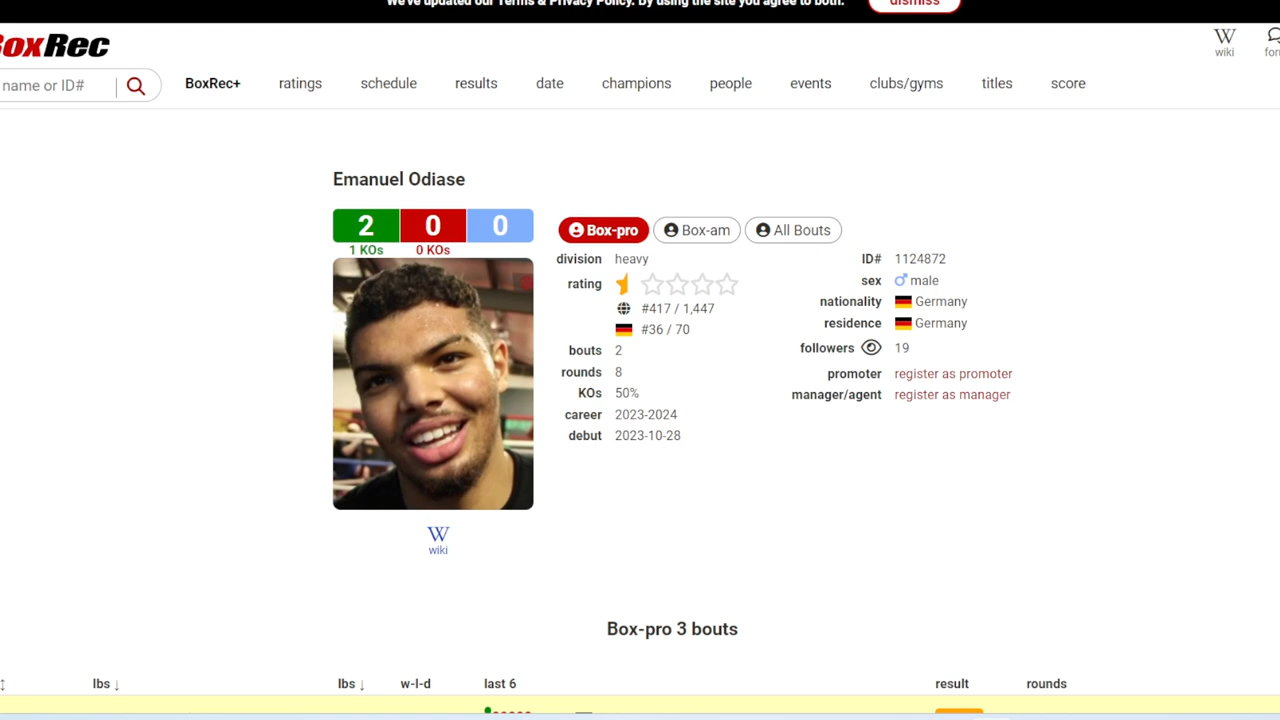 We've updated our Terms & Privacy Policy. By using the site you agree to both. dismiss
oxRec
wiki
name or ID# BoxRec+ ratings schedule results date champions people events clubs/gyms titles score
Emanuel Odiase
2 0 0
1 KOs 0 KOs
Box-pro Box-am All Bouts
division heavy
rating
#417 / 1,447
#36 / 70
bouts 2
rounds 8
KOs 50%
career 2023-2024
debut 2023-10-28
ID# 1124872
sex male
nationality Germany
residence Germany
followers 19
promoter register as promoter
manager/agent register as manager
W
wiki
Box-pro 3 bouts
lbs ↓ lbs ↓ w-l-d last 6 result rounds